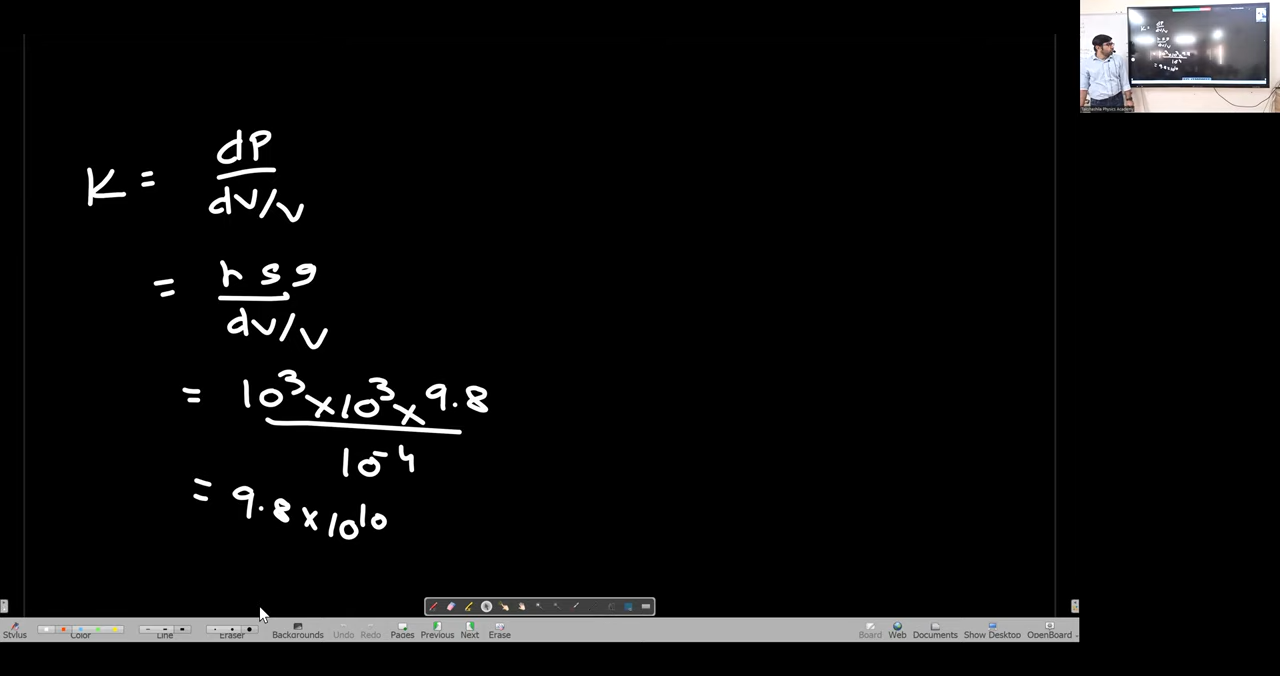 K = dP
dV/V
= h s g
dV/V
= 10³ × 10³ × 9.8
10⁻⁴
= 9.8 × 10¹⁰
Stylus Color Line Eraser Backgrounds Undo Redo Pages Previous Next Erase Board Web Documents Show Desktop OpenBoard